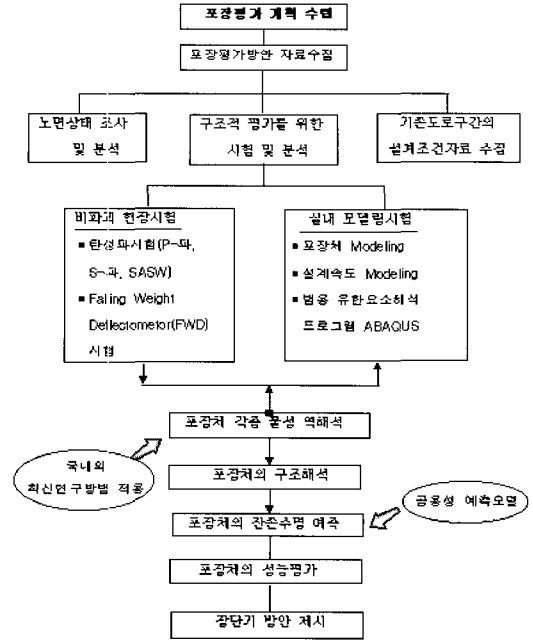 포장평가 계획 수립
포장평가방안 자료수집
노면상태 조사
및 분석
구조적 평가를 위한
시험 및 분석
기존도로구간의
설계조건자료 수집
비파괴 현장시험
▪ 탄성파시험(P-파,
S-파, SASW)
▪ Falling Weight
Deflectometor(FWD)
시험
실내 모델링시험
▪ 포장체 Modeling
▪ 설계속도 Modeling
▪ 범용 유한요소해석
프로그램 ABAQUS
포장체 각층 물성 역해석
국내외
최신연구방법 적용
포장체의 구조해석
포장체의 잔존수명 예측
공용성 예측모델
포장체의 성능평가
장단기 방안 제시